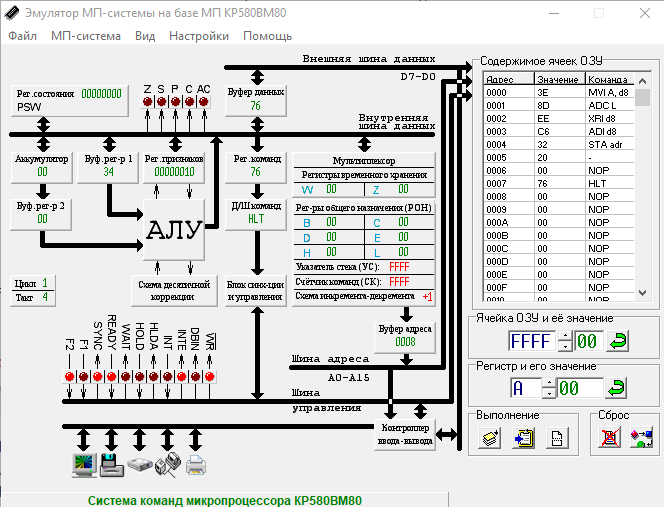 Эмулятор МП-системы на базе МП КР580ВМ80
Файл МП-система Вид Настройки Помощь
Внешняя шина данных
D7-D0
Рег.состояния 00000000
PSW
Z S P C AC
Буфер данных
76
Внутренняя
шина данных
Аккумулятор
00
Буф.рег-р 1
34
Рег.признаков
00000010
Рег.команд
76
Буф.рег-р 2
00
АЛУ
Д/Ш команд
HLT
Мультиплексор
Регистры временного хранения
W 00 Z 00
Рег-ры общего назначения (РОН)
B 00 C 00
D 00 E 00
H 00 L 00
Указатель стека (УС): FFFF
Счётчик команд (СК): FFFF
Схема инкремента-декремента +1
Цикл 1
Такт 4
Схема десятичной
коррекции
Блок синх-ции
и управления
Буфер адреса
0008
F2 F1 SYNC READY WAIT HOLD HLDA INT INTE DBIN WR
Шина адреса
A0-A15
Шина
управления
Контроллер
ввода-вывода
Система команд микропроцессора КР580ВМ80
Содержимое ячеек ОЗУ
Адрес Значение Команда
0000 3E MVI A, d8
0001 8D ADC L
0002 EE XRI d8
0003 C6 ADI d8
0004 32 STA adr
0005 20 -
0006 00 NOP
0007 76 HLT
0008 00 NOP
0009 00 NOP
000A 00 NOP
000B 00 NOP
000C 00 NOP
000D 00 NOP
000E 00 NOP
000F 00 NOP
0010 00 NOP
Ячейка ОЗУ и её значение
FFFF 00
Регистр и его значение
A 00
Выполнение
Сброс